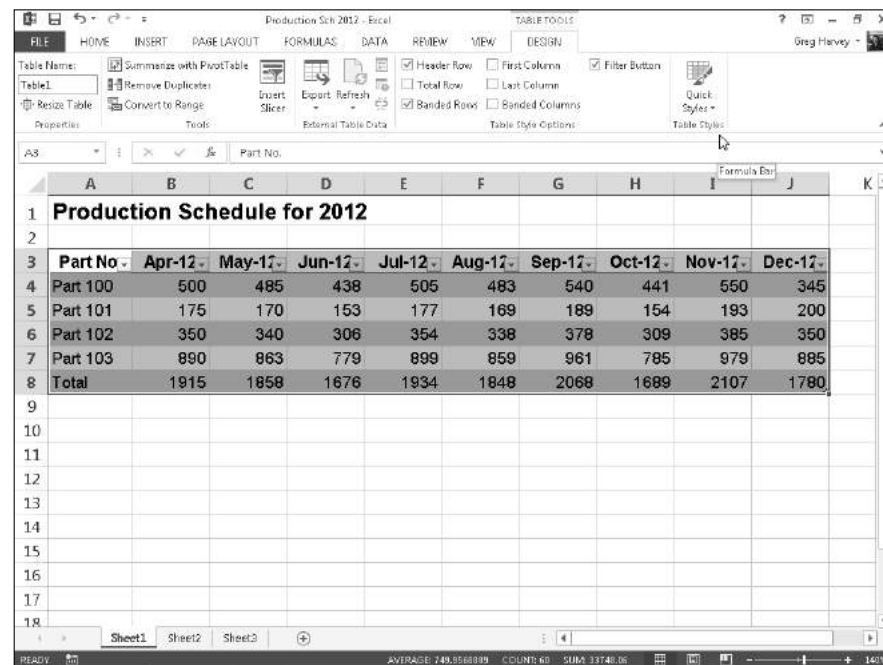 Production Sch 2012 - Excel
TABLE TOOLS
?
FILE HOME INSERT PAGE LAYOUT FORMULAS DATA REVIEW VIEW DESIGN
Greg Harvey
Table Name:
Table1
Resize Table
Properties
Summarize with PivotTable
Remove Duplicates
Convert to Range
Tools
Insert
Slicer
Export Refresh
External Table Data
Header Row First Column Filter Button
Total Row Last Column
Banded Rows Banded Columns
Table Style Options
Quick
Styles
Table Styles
A3 fx Part No.
Formula Bar
A B C D E F G H I J K
1 Production Schedule for 2012
2
3 Part No Apr-12 May-12 Jun-12 Jul-12 Aug-12 Sep-12 Oct-12 Nov-12 Dec-12
4 Part 100 500 485 438 505 483 540 441 550 345
5 Part 101 175 170 153 177 169 189 154 193 200
6 Part 102 350 340 306 354 338 378 309 385 350
7 Part 103 890 863 779 899 859 961 785 979 885
8 Total 1915 1858 1676 1934 1848 2068 1689 2107 1780
9
10
11
12
13
14
15
16
17
18
Sheet1 Sheet2 Sheet3
READY AVERAGE: 749.9568889 COUNT: 60 SUM: 33748.06